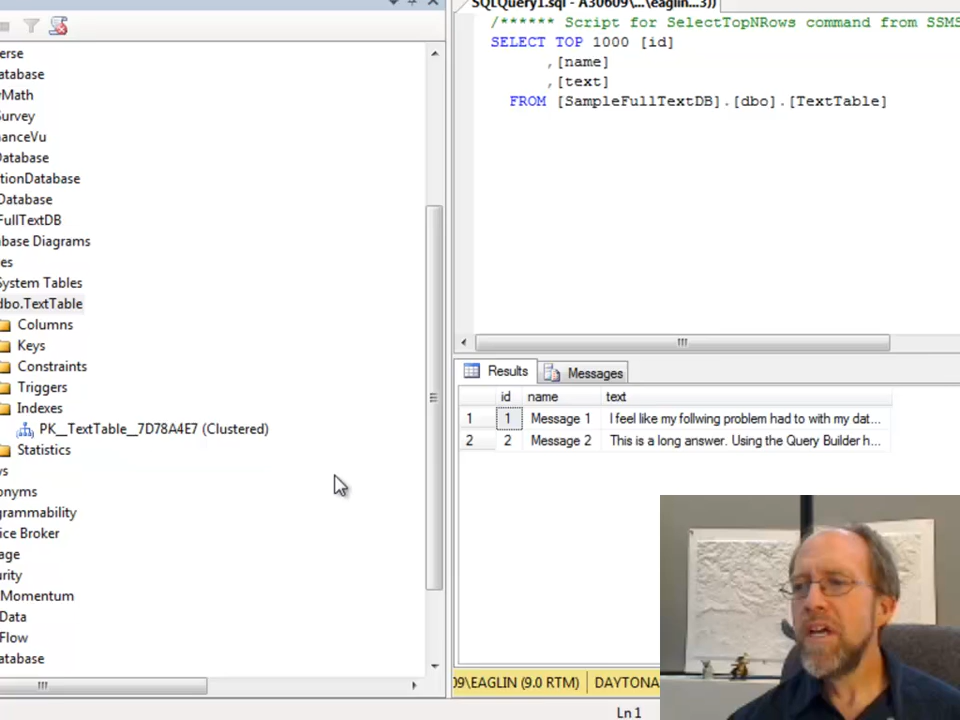 erse
atabase
yMath
Survey
nanceVu
Database
tionDatabase
Database
FullTextDB
base Diagrams
es
System Tables
dbo.TextTable
Columns
Keys
Constraints
Triggers
Indexes
PK__TextTable__7D78A4E7 (Clustered)
Statistics
vs
onyms
grammability
ice Broker
age
urity
Momentum
Data
Flow
atabase
SQLQuery1.sql - A30609\...\eaglin...3))
/****** Script for SelectTopNRows command from SSMS
SELECT TOP 1000 [id]
,[name]
,[text]
FROM [SampleFullTextDB].[dbo].[TextTable]
Results Messages
id name text
1 1 Message 1 I feel like my follwing problem had to with my dat...
2 2 Message 2 This is a long answer. Using the Query Builder h...
09\EAGLIN (9.0 RTM) DAYTONA
Ln 1